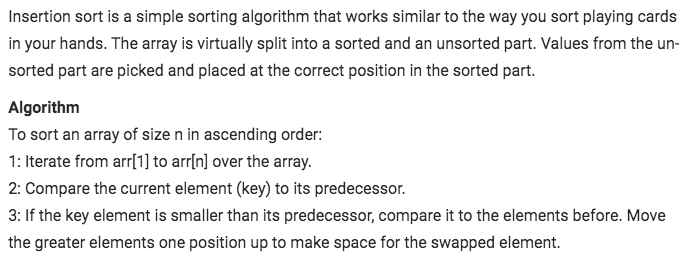 Insertion sort is a simple sorting algorithm that works similar to the way you sort playing cards
in your hands. The array is virtually split into a sorted and an unsorted part. Values from the un-
sorted part are picked and placed at the correct position in the sorted part.
Algorithm
To sort an array of size n in ascending order:
1: Iterate from arr[1] to arr[n] over the array.
2: Compare the current element (key) to its predecessor.
3: If the key element is smaller than its predecessor, compare it to the elements before. Move
the greater elements one position up to make space for the swapped element.